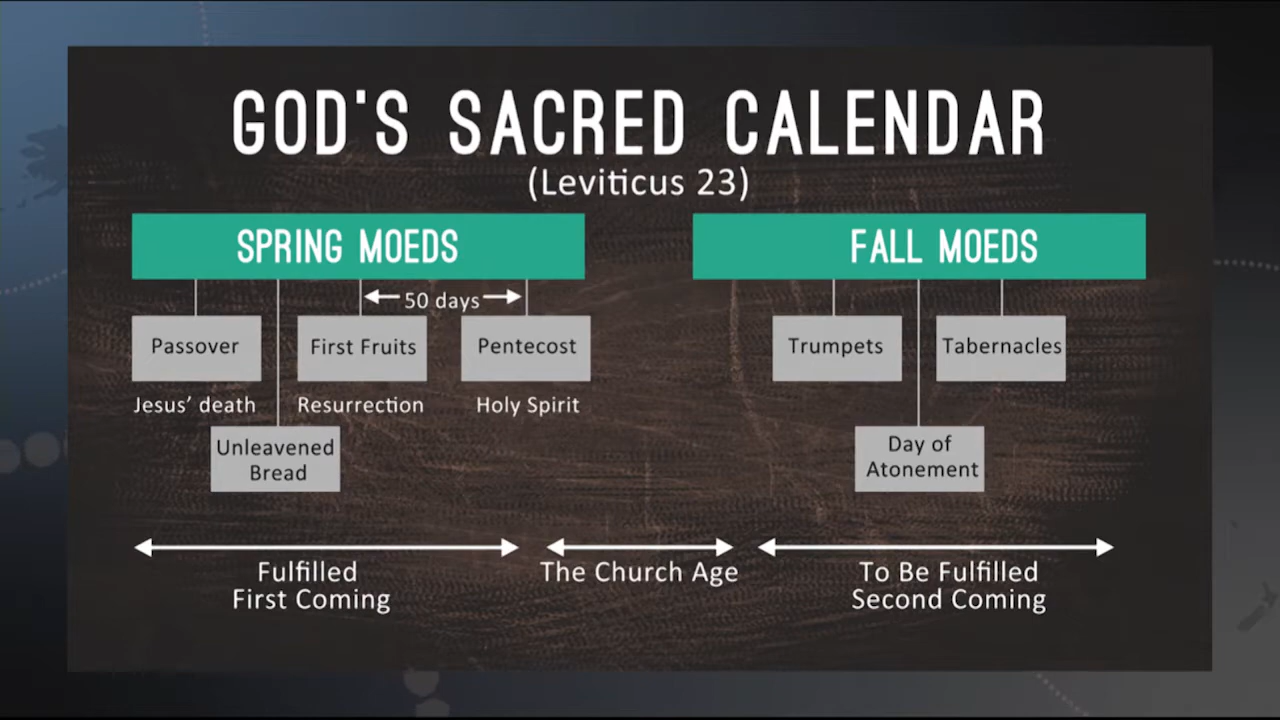 GOD'S SACRED CALENDAR
(Leviticus 23)
SPRING MOEDS
FALL MOEDS
50 days
Passover
First Fruits
Pentecost
Trumpets
Tabernacles
Jesus’ death
Resurrection
Holy Spirit
Unleavened
Bread
Day of
Atonement
Fulfilled
First Coming
The Church Age
To Be Fulfilled
Second Coming